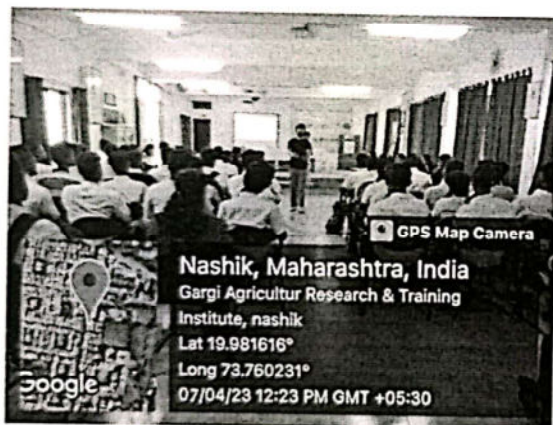 GPS Map Camera
Nashik, Maharashtra, India
Gargi Agricultur Research & Training
Institute, nashik
Lat 19.981616°
Long 73.760231°
07/04/23 12:23 PM GMT +05:30
Google